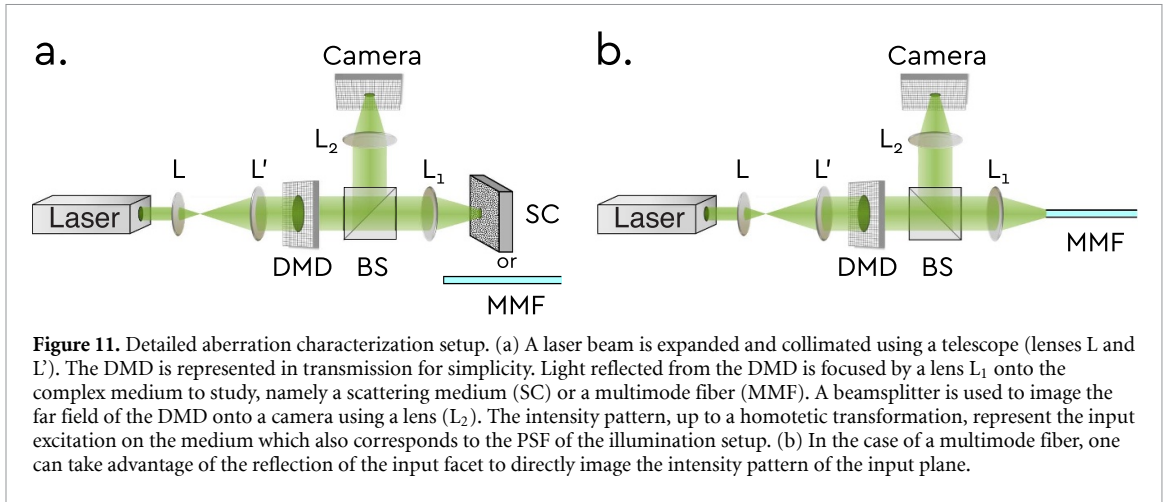 a.
Camera
L₂
L
L'
L₁
Laser
SC
DMD
BS
or
MMF
b.
Camera
L₂
L
L'
L₁
Laser
MMF
DMD
BS
Figure 11. Detailed aberration characterization setup. (a) A laser beam is expanded and collimated using a telescope (lenses L and
L’). The DMD is represented in transmission for simplicity. Light reflected from the DMD is focused by a lens L₁ onto the
complex medium to study, namely a scattering medium (SC) or a multimode fiber (MMF). A beamsplitter is used to image the
far field of the DMD onto a camera using a lens (L₂). The intensity pattern, up to a homotetic transformation, represent the input
excitation on the medium which also corresponds to the PSF of the illumination setup. (b) In the case of a multimode fiber, one
can take advantage of the reflection of the input facet to directly image the intensity pattern of the input plane.